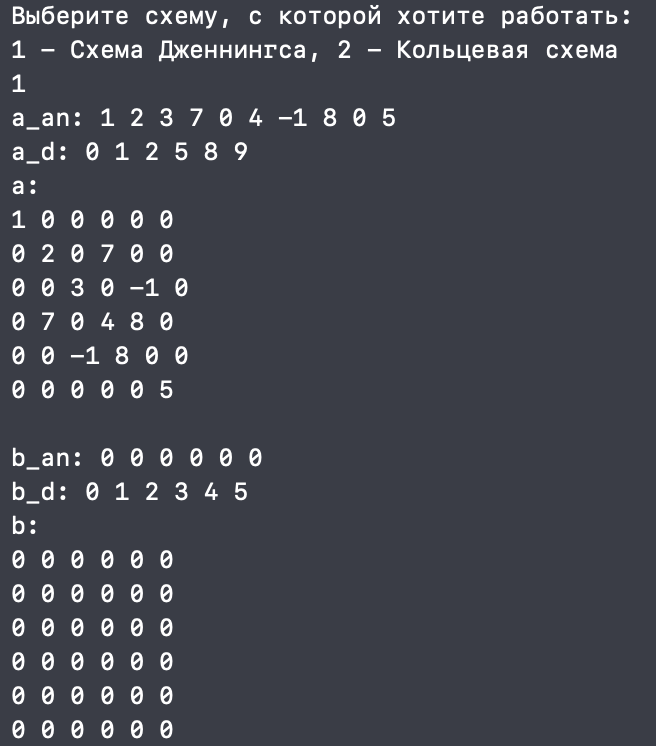 Выберите схему, с которой хотите работать:
1 – Схема Дженнингса, 2 – Кольцевая схема
1
a_an: 1 2 3 7 0 4 –1 8 0 5
a_d: 0 1 2 5 8 9
a:
1 0 0 0 0 0
0 2 0 7 0 0
0 0 3 0 –1 0
0 7 0 4 8 0
0 0 –1 8 0 0
0 0 0 0 0 5

b_an: 0 0 0 0 0 0
b_d: 0 1 2 3 4 5
b:
0 0 0 0 0 0
0 0 0 0 0 0
0 0 0 0 0 0
0 0 0 0 0 0
0 0 0 0 0 0
0 0 0 0 0 0